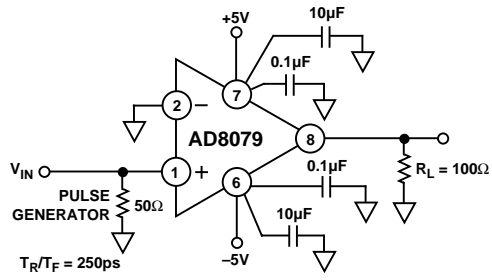 +5V
10µF
0.1µF
7
2
–
AD8079
8
V_IN
1
+
0.1µF
R_L = 100Ω
PULSE
GENERATOR
50Ω
6
10µF
–5V
T_R/T_F = 250ps